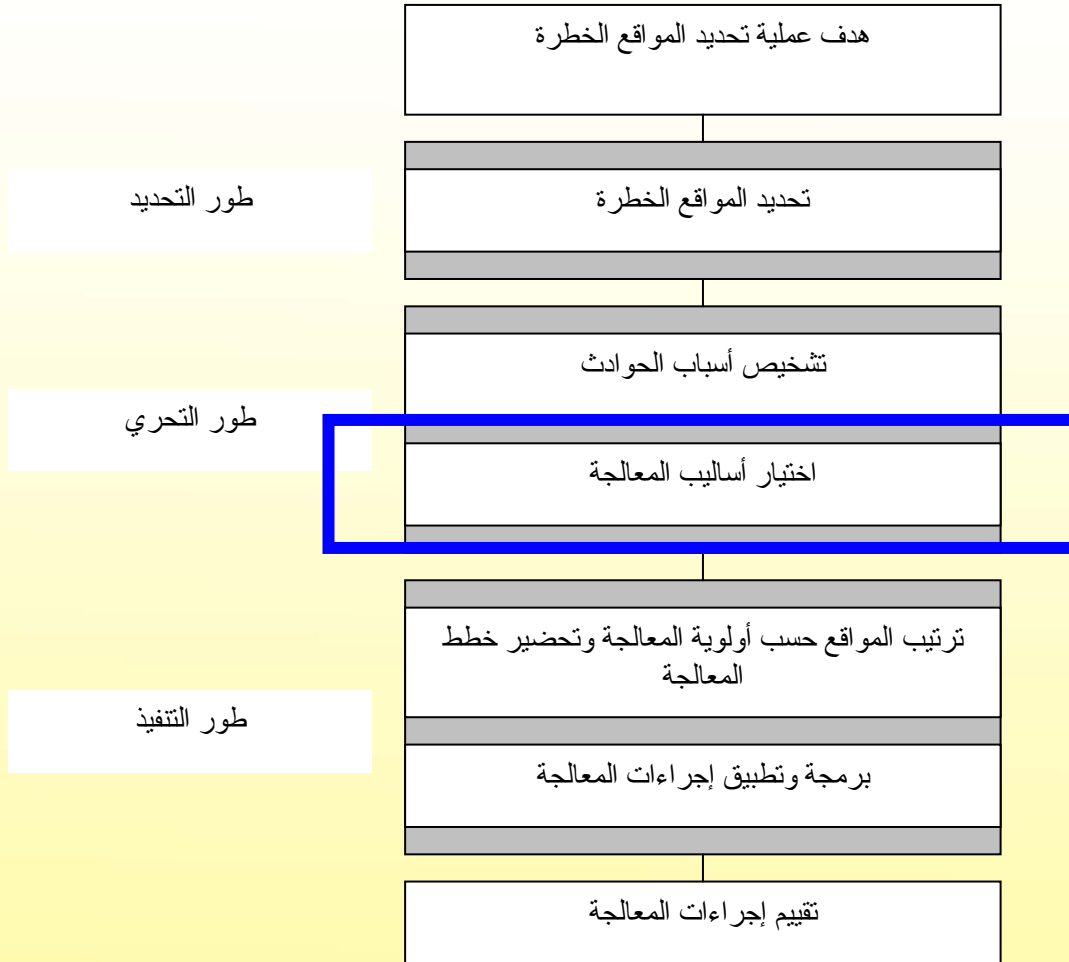 هدف عملية تحديد المواقع الخطرة
تحديد المواقع الخطرة
طور التحديد
تشخيص أسباب الحوادث
طور التحري
اختيار أساليب المعالجة
ترتيب المواقع حسب أولوية المعالجة وتحضير خطط
المعالجة
طور التنفيذ
برمجة وتطبيق إجراءات المعالجة
تقييم إجراءات المعالجة